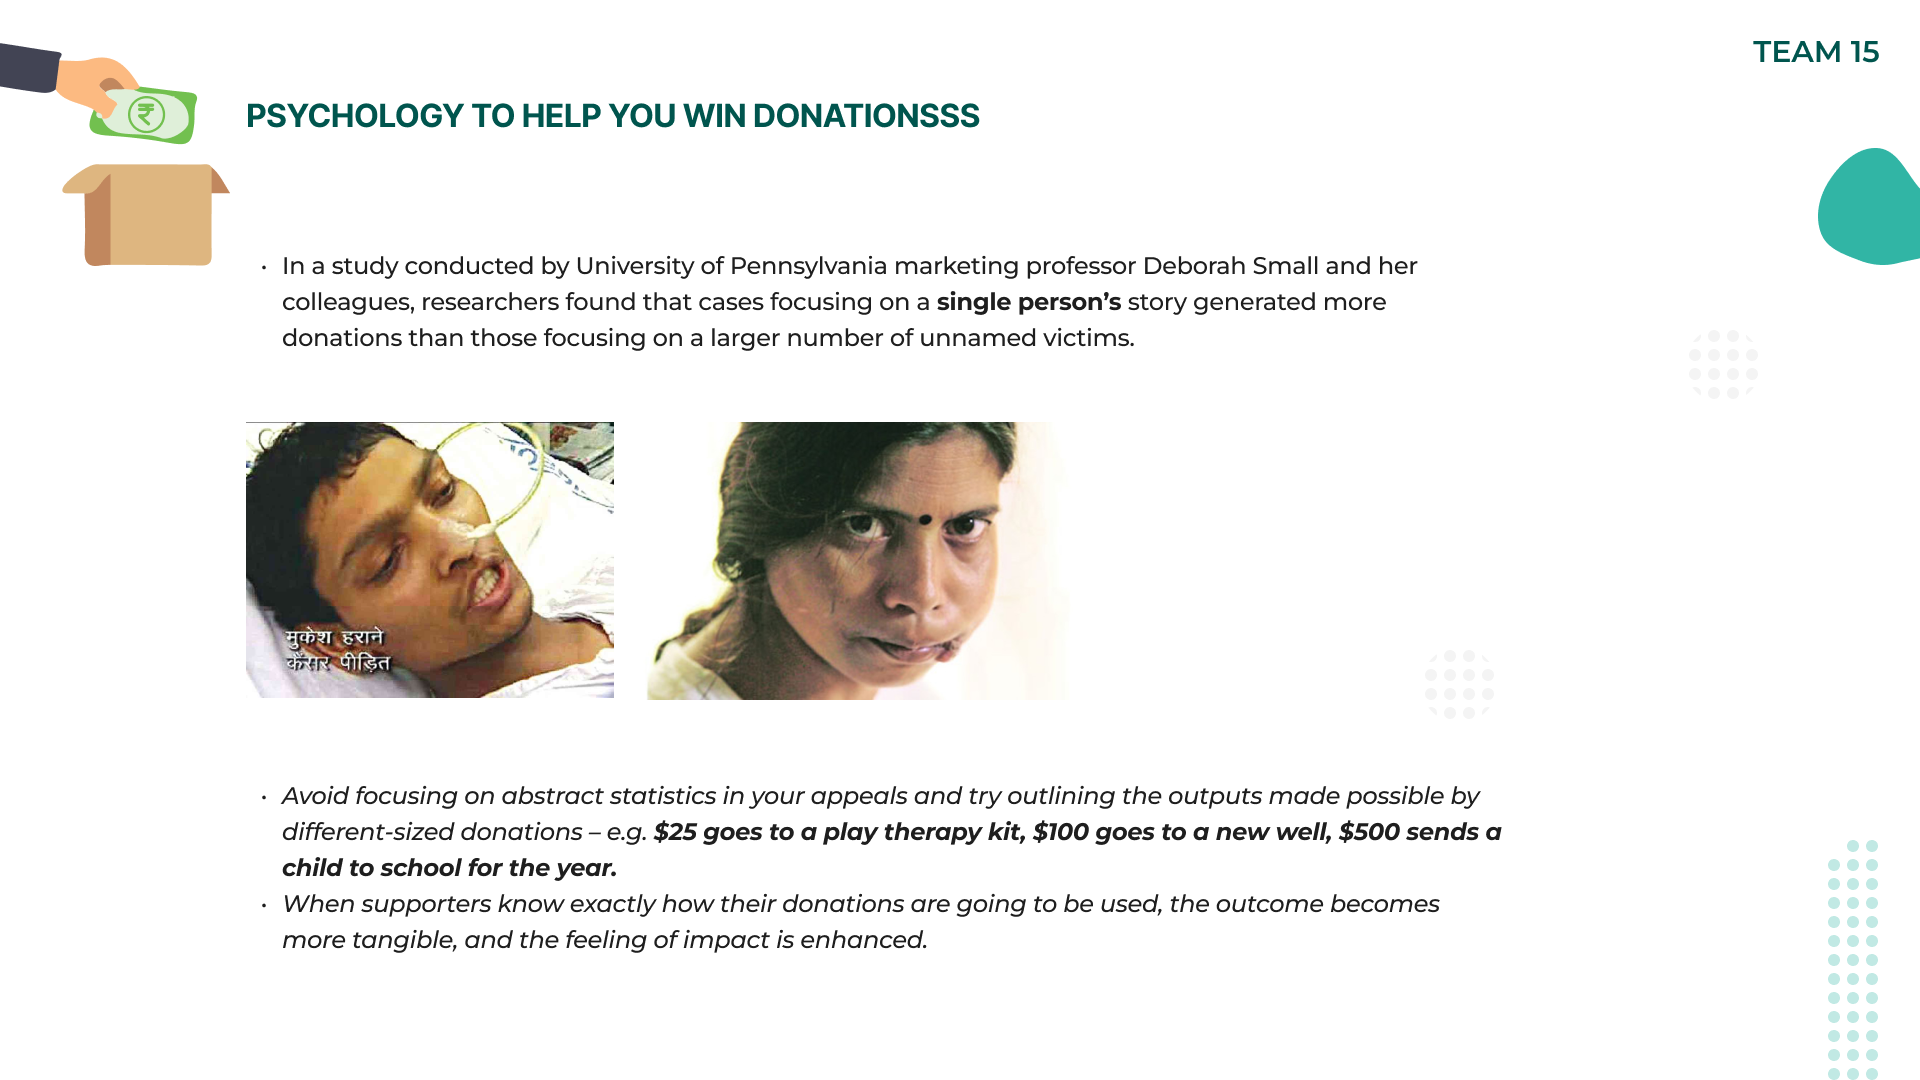 TEAM 15
PSYCHOLOGY TO HELP YOU WIN DONATIONSSS
• In a study conducted by University of Pennsylvania marketing professor Deborah Small and her
colleagues, researchers found that cases focusing on a single person’s story generated more
donations than those focusing on a larger number of unnamed victims.
मुकेश हराने
कैंसर पीड़ित
• Avoid focusing on abstract statistics in your appeals and try outlining the outputs made possible by
different-sized donations – e.g. $25 goes to a play therapy kit, $100 goes to a new well, $500 sends a
child to school for the year.
• When supporters know exactly how their donations are going to be used, the outcome becomes
more tangible, and the feeling of impact is enhanced.